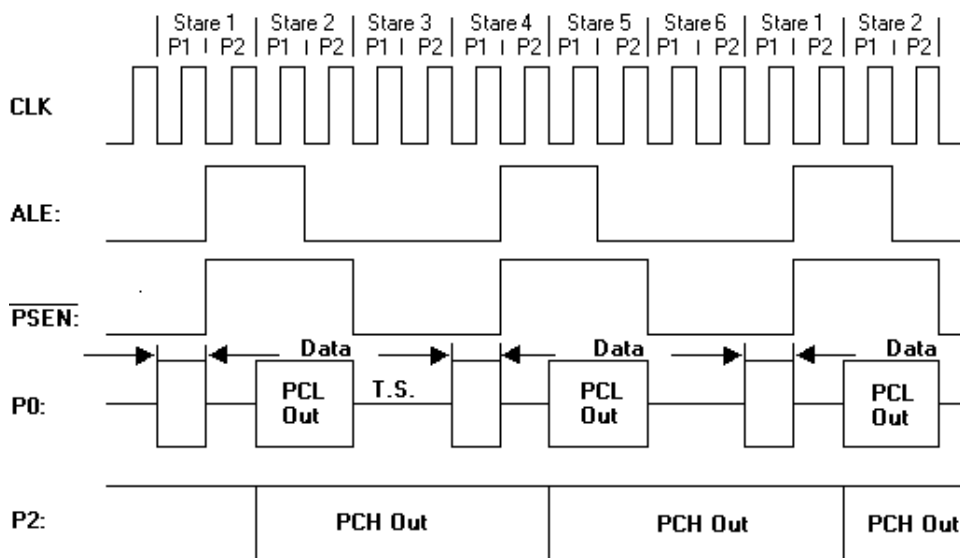 Stare 1 Stare 2 Stare 3 Stare 4 Stare 5 Stare 6 Stare 1 Stare 2
P1 P2 P1 P2 P1 P2 P1 P2 P1 P2 P1 P2 P1 P2 P1 P2
CLK
ALE:
PSEN:
Data Data Data
P0:
PCL Out
T.S.
PCL Out
PCL Out
P2:
PCH Out PCH Out PCH Out